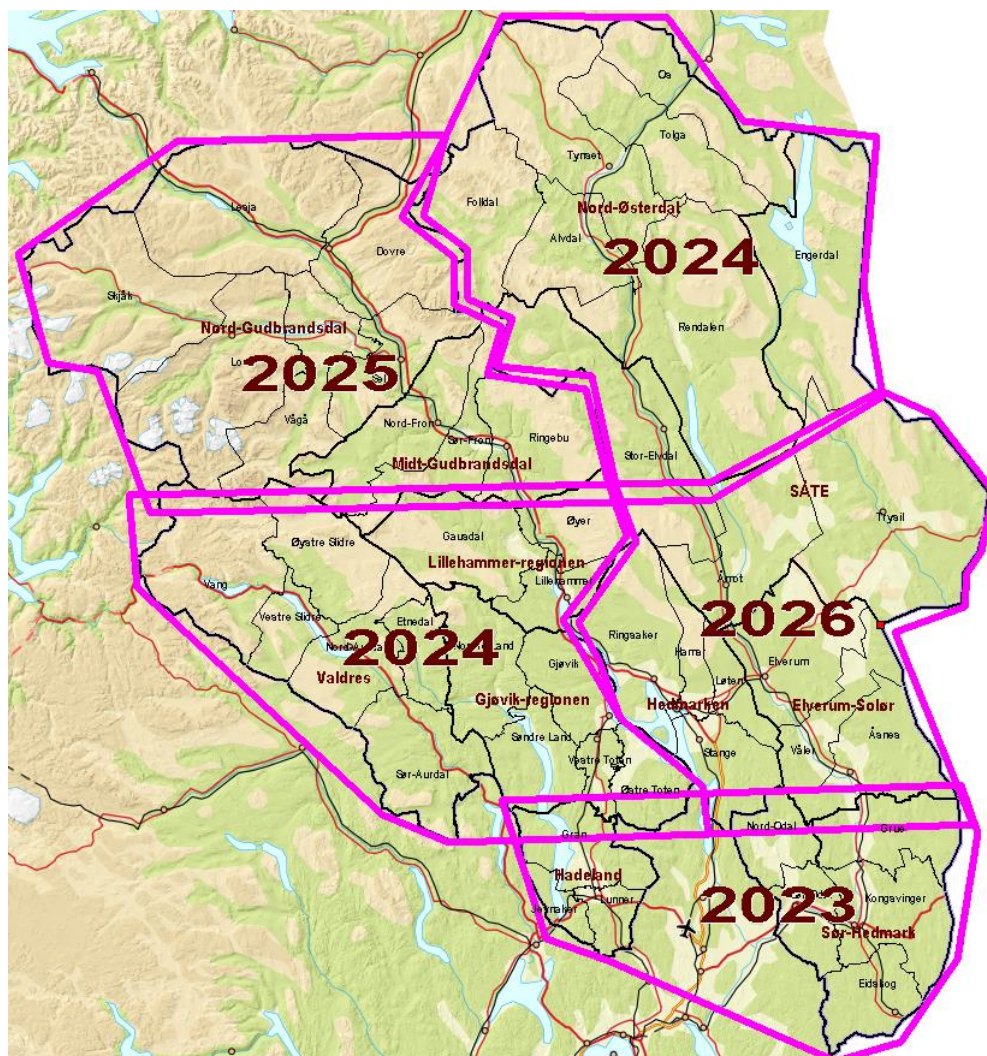 Os
Tolga
Tynset
Folldal
Nord-Østerdal
Lesja
Alvdal
Dovre
2024
Engerdal
Skjåk
Nord-Gudbrandsdal
Rendalen
2025
Vågå
Nord-Fron
Sør-Fron
Ringebu
Stor-Elvdal
Midt-Gudbrandsdal
SÅTE
Trysil
Øyer
Gausdal
Øystre Slidre
Lillehammer-regionen
Lillehammer
Vang
Åmot
Vestre Slidre
Etnedal
2026
Ringsaker
2024
Hamar
Elverum
Gjøvik
Valdres
Løten
Gjøvik-regionen
Hedmarken
Elverum-Solør
Søndre Land
Åsnes
Stange
Våler
Vestre Toten
Sør-Aurdal
Østre Toten
Nord-Odal
Grue
Gran
Hadeland
Lunner
Kongsvinger
2023
Jevnaker
Sør-Hedmark
Eidskog